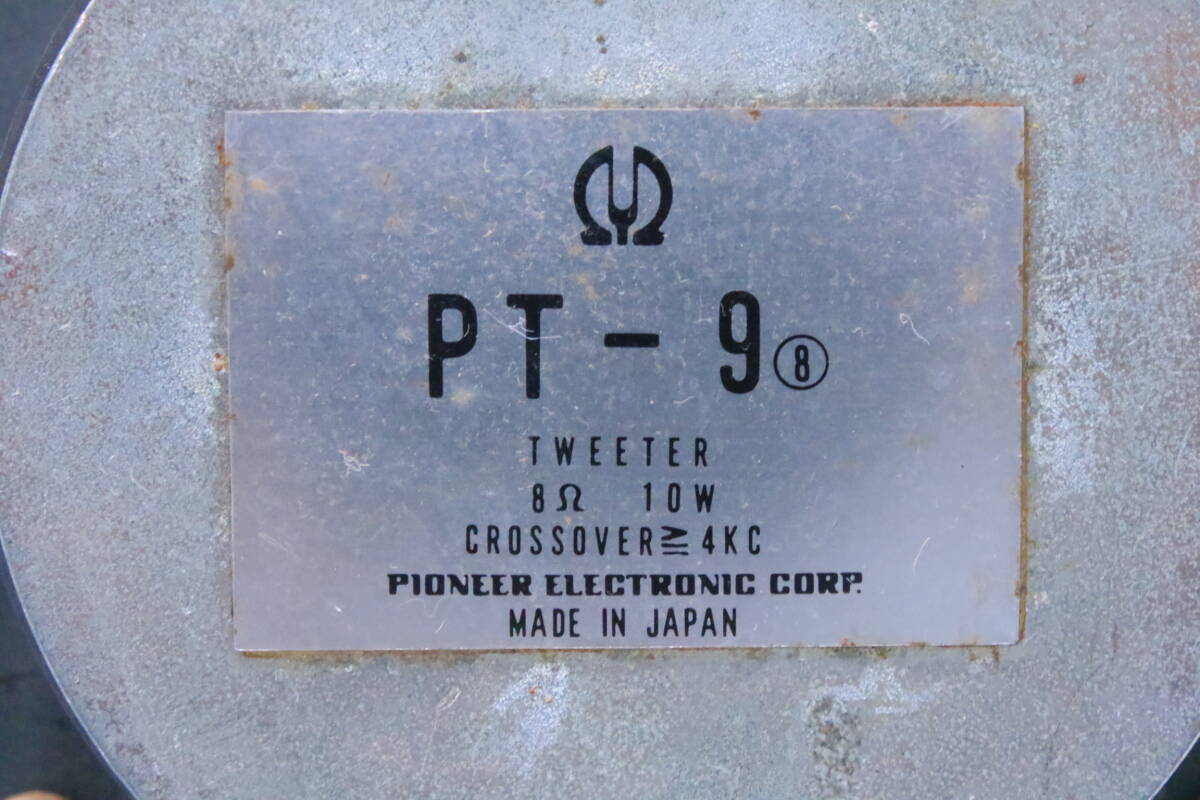 PT-9⑧
TWEETER
8Ω 10W
CROSSOVER≧4KC
PIONEER ELECTRONIC CORP.
MADE IN JAPAN